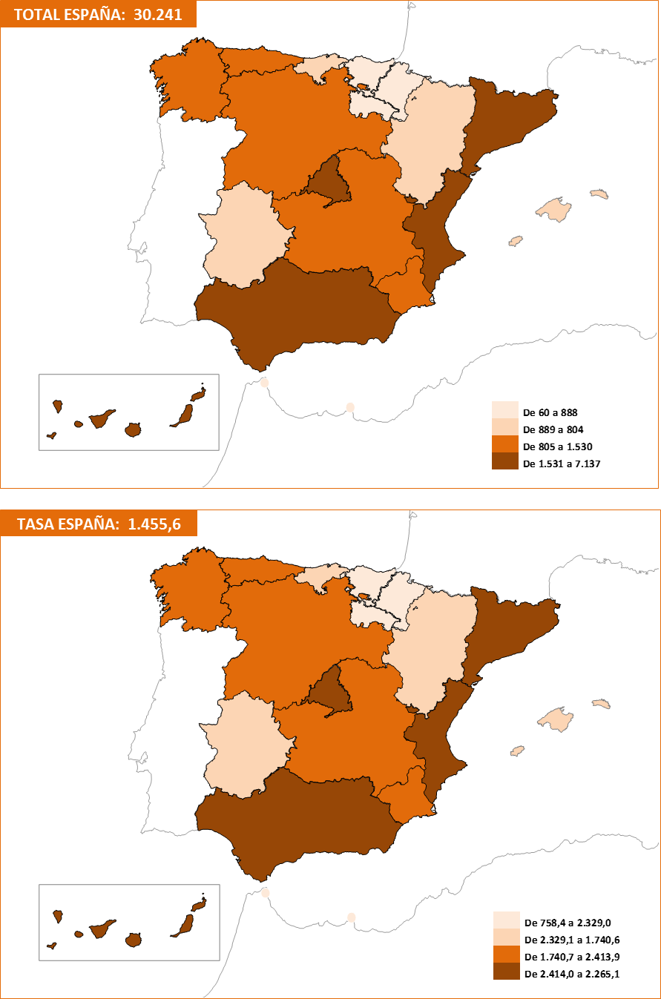 TOTAL ESPAÑA: 30.241
De 60 a 888
De 889 a 804
De 805 a 1.530
De 1.531 a 7.137
TASA ESPAÑA: 1.455,6
De 758,4 a 2.329,0
De 2.329,1 a 1.740,6
De 1.740,7 a 2.413,9
De 2.414,0 a 2.265,1